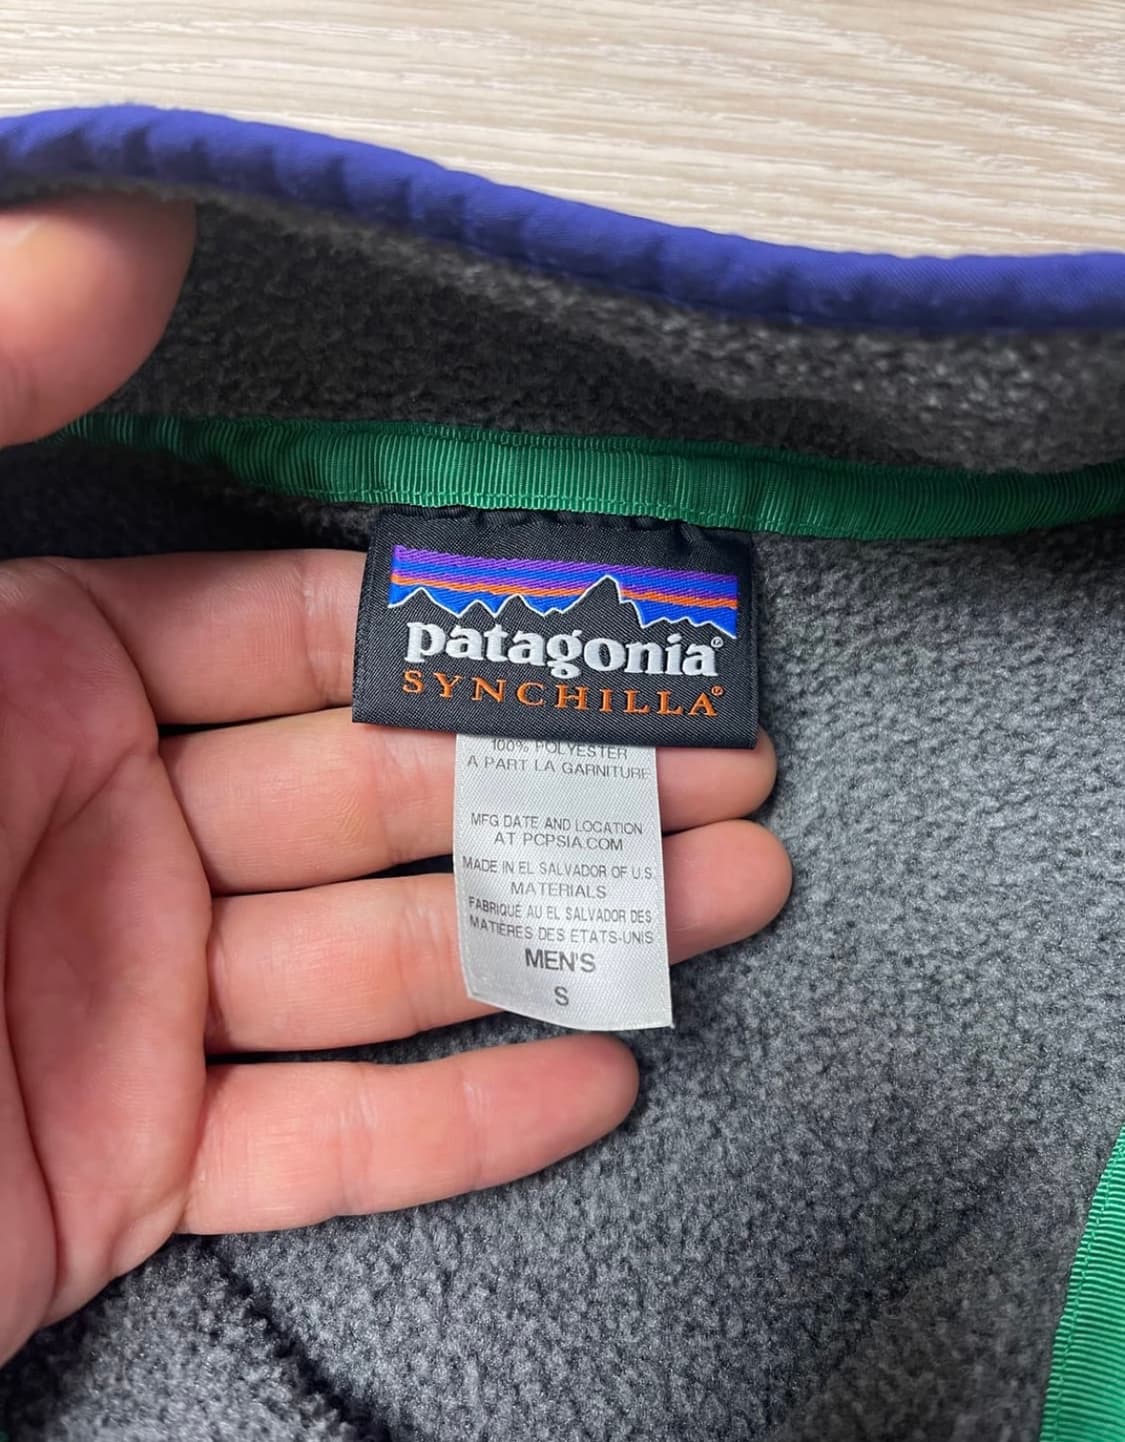 patagonia®
SYNCHILLA®
100% POLYESTER
A PART LA GARNITURE
MFG DATE AND LOCATION
AT PCPSIA.COM
MADE IN EL SALVADOR OF U.S.
MATERIALS
FABRIQUÉ AU EL SALVADOR DES
MATIÈRES DES ETATS-UNIS
MEN'S
S